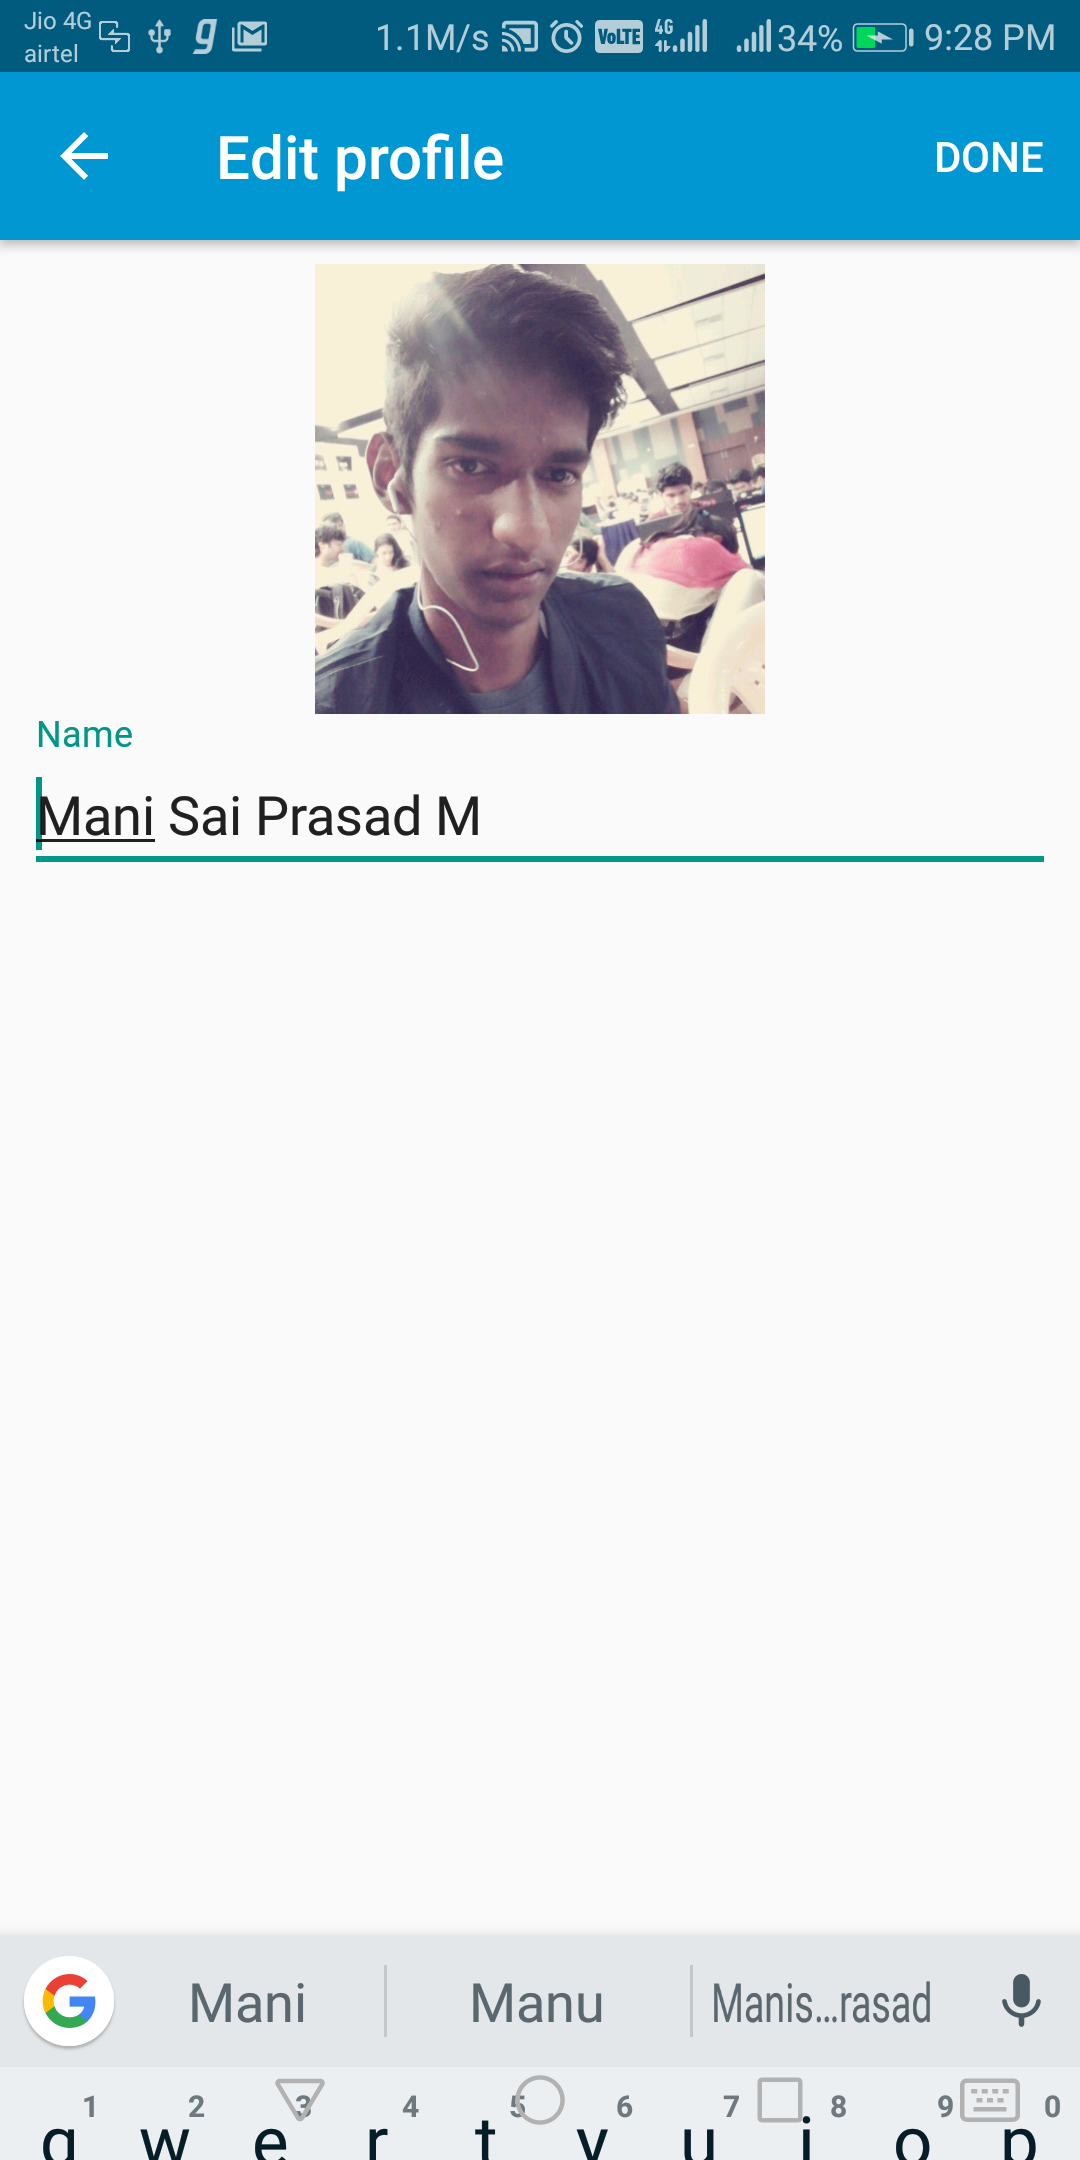 Jio 4G
airtel
1.1M/s VoLTE 4G 34% 9:28 PM
Edit profile DONE
Name
Mani Sai Prasad M
Mani Manu Manis...rasad
1 2 3 4 5 6 7 8 9 0
q w e r t y u i o p